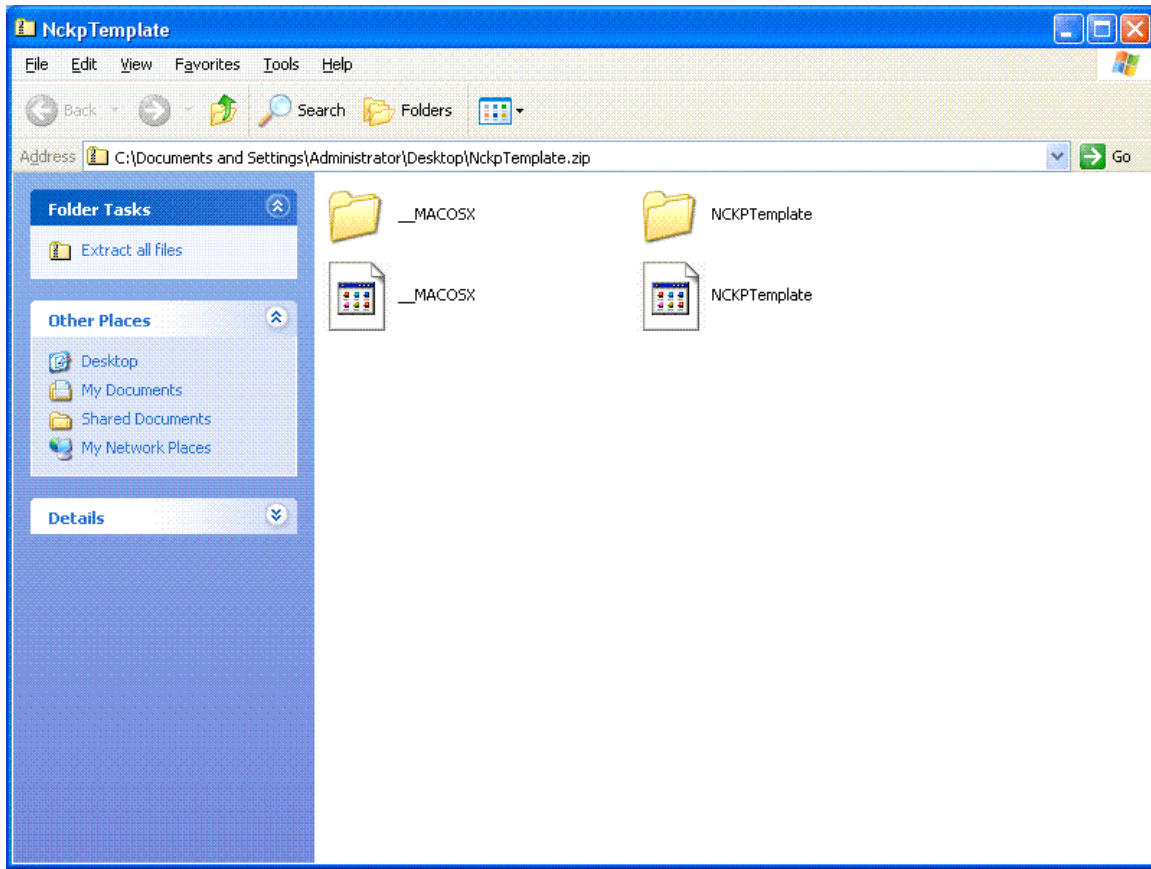 NckpTemplate
File Edit View Favorites Tools Help
Back Search Folders
Address C:\Documents and Settings\Administrator\Desktop\NckpTemplate.zip Go
Folder Tasks
Extract all files
Other Places
Desktop
My Documents
Shared Documents
My Network Places
Details
__MACOSX NCKPTemplate
__MACOSX NCKPTemplate